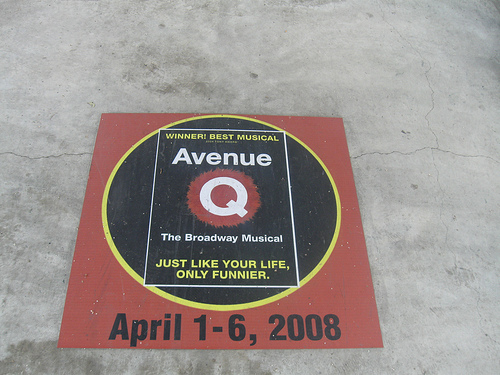 WINNER! BEST MUSICAL
Avenue
Q
The Broadway Musical
JUST LIKE YOUR LIFE,
ONLY FUNNIER.
April 1-6, 2008